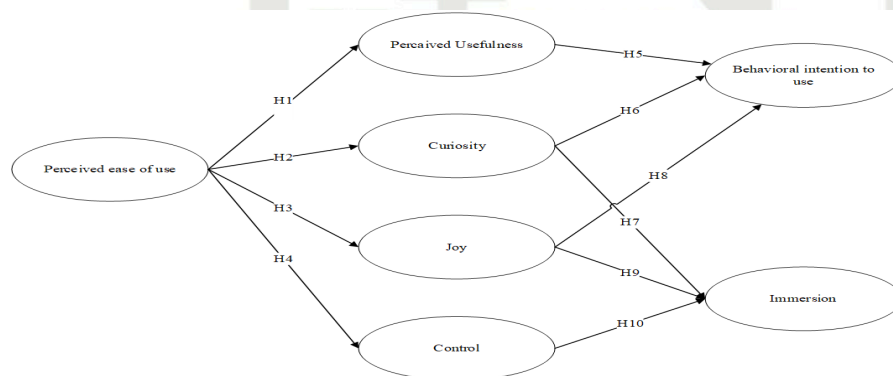 Percaived Usefulness
H5
Behavioral intention to
use
H1
H6
Perceived ease of use
H2
Curiosity
H8
H3
H7
Joy
H4
H9
Immersion
H10
Control